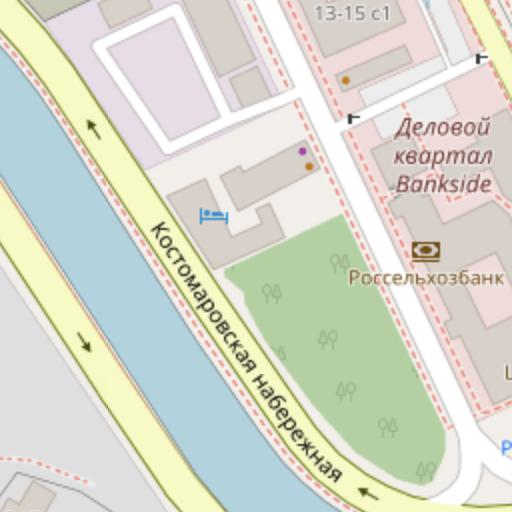 13-15 с1
Деловой
квартал
Bankside
Россельхозбанк
Костомаровская набережная